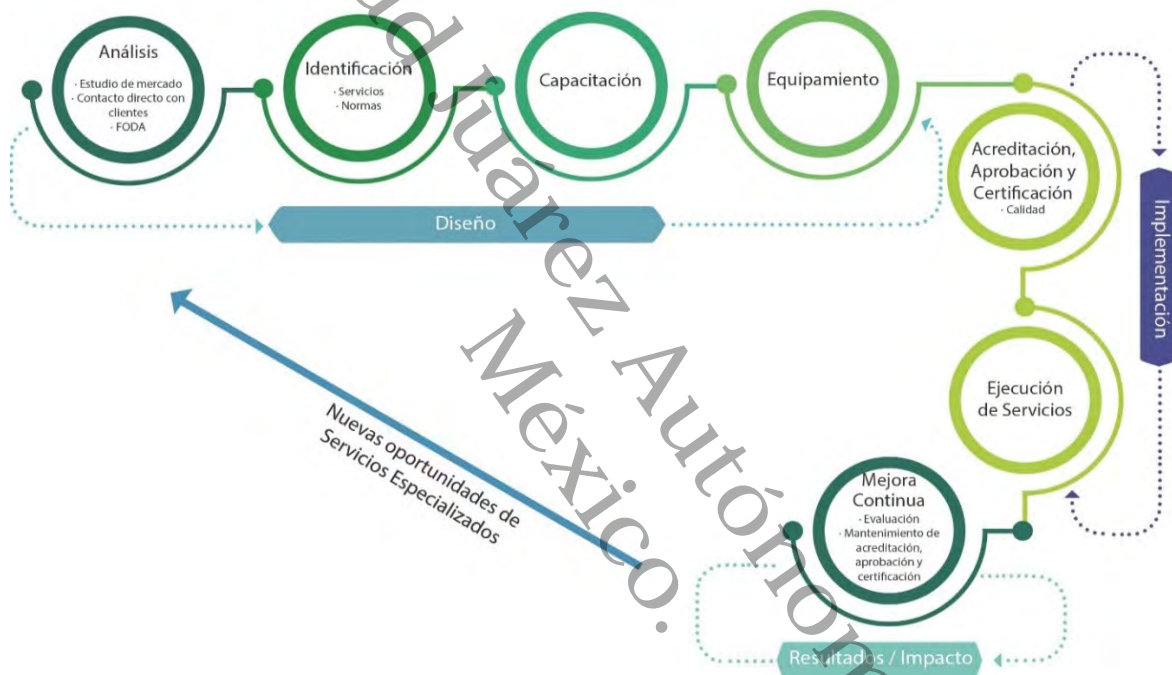 Análisis
· Estudio de mercado
· Contacto directo con
clientes
· FODA
Identificación
· Servicios
· Normas
Capacitación
Equipamiento
Acreditación,
Aprobación y
Certificación
· Calidad
Diseño
Implementación
Ejecución
de Servicios
Mejora
Continua
· Evaluación
· Mantenimiento de
acreditación,
aprobación y
certificación
Nuevas oportunidades de
Servicios Especializados
Resultados / Impacto
Juárez
México.